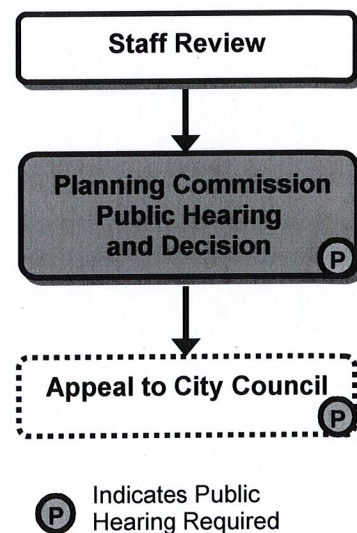 Staff Review
Planning Commission
Public Hearing
and Decision
P
Appeal to City Council
P
P
Indicates Public
Hearing Required